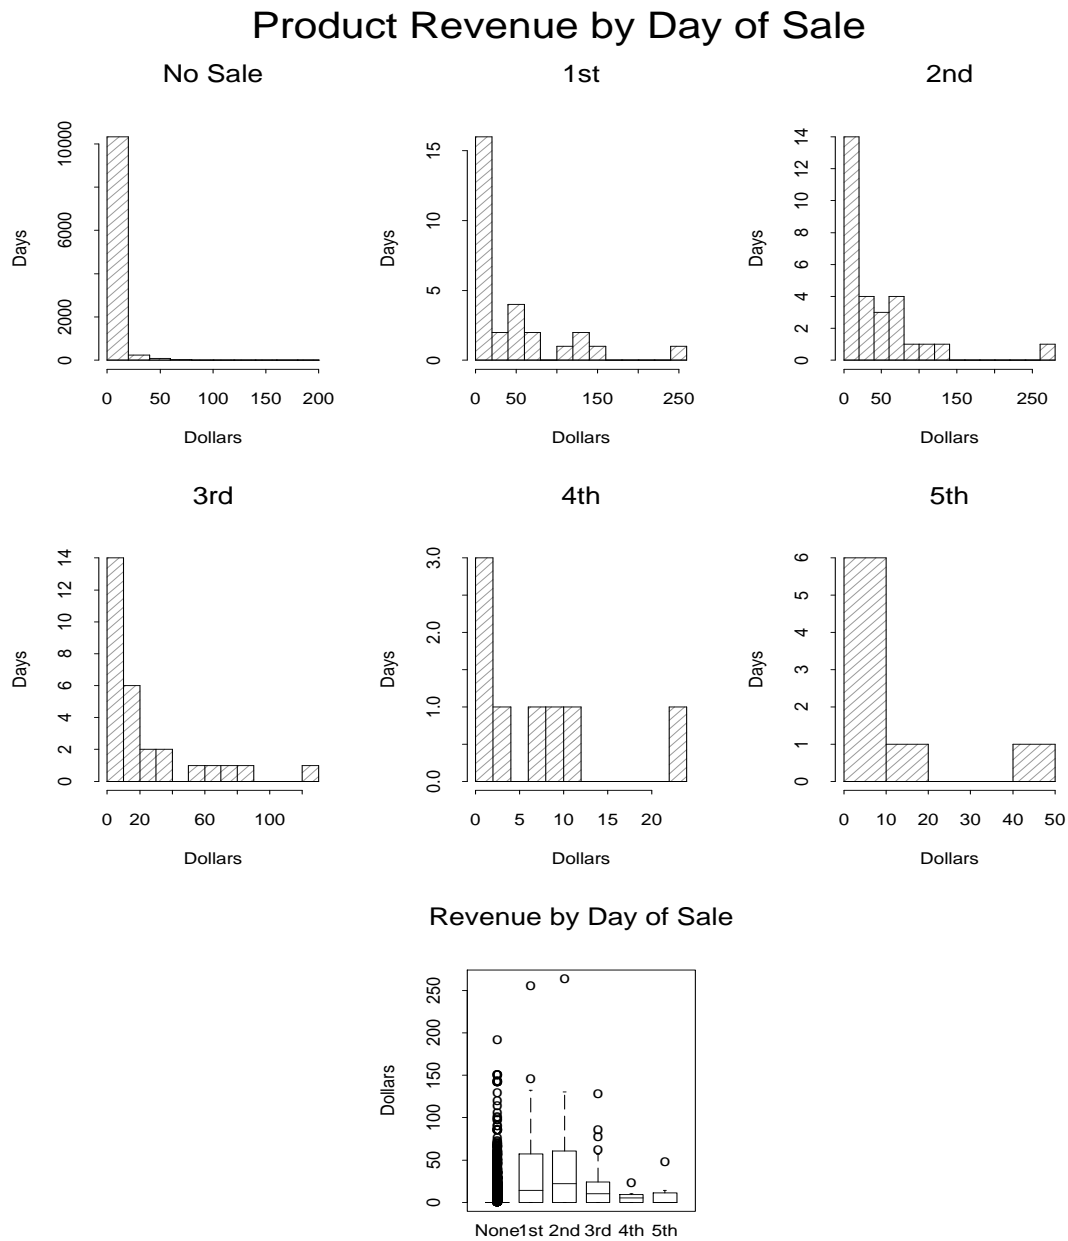 Product Revenue by Day of Sale
No Sale
Days
0 2000 6000 10000
0 50 100 150 200
Dollars
1st
Days
0 5 10 15
0 50 150 250
Dollars
2nd
Days
0 2 4 6 8 10 12 14
0 50 150 250
Dollars
3rd
Days
0 2 4 6 8 10 12 14
0 20 60 100
Dollars
4th
Days
0.0 1.0 2.0 3.0
0 5 10 20
Dollars
5th
Days
0 1 2 3 4 5 6
0 10 20 30 40 50
Dollars
Revenue by Day of Sale
Dollars
0 50 100 150 200 250
None 1st 2nd 3rd 4th 5th